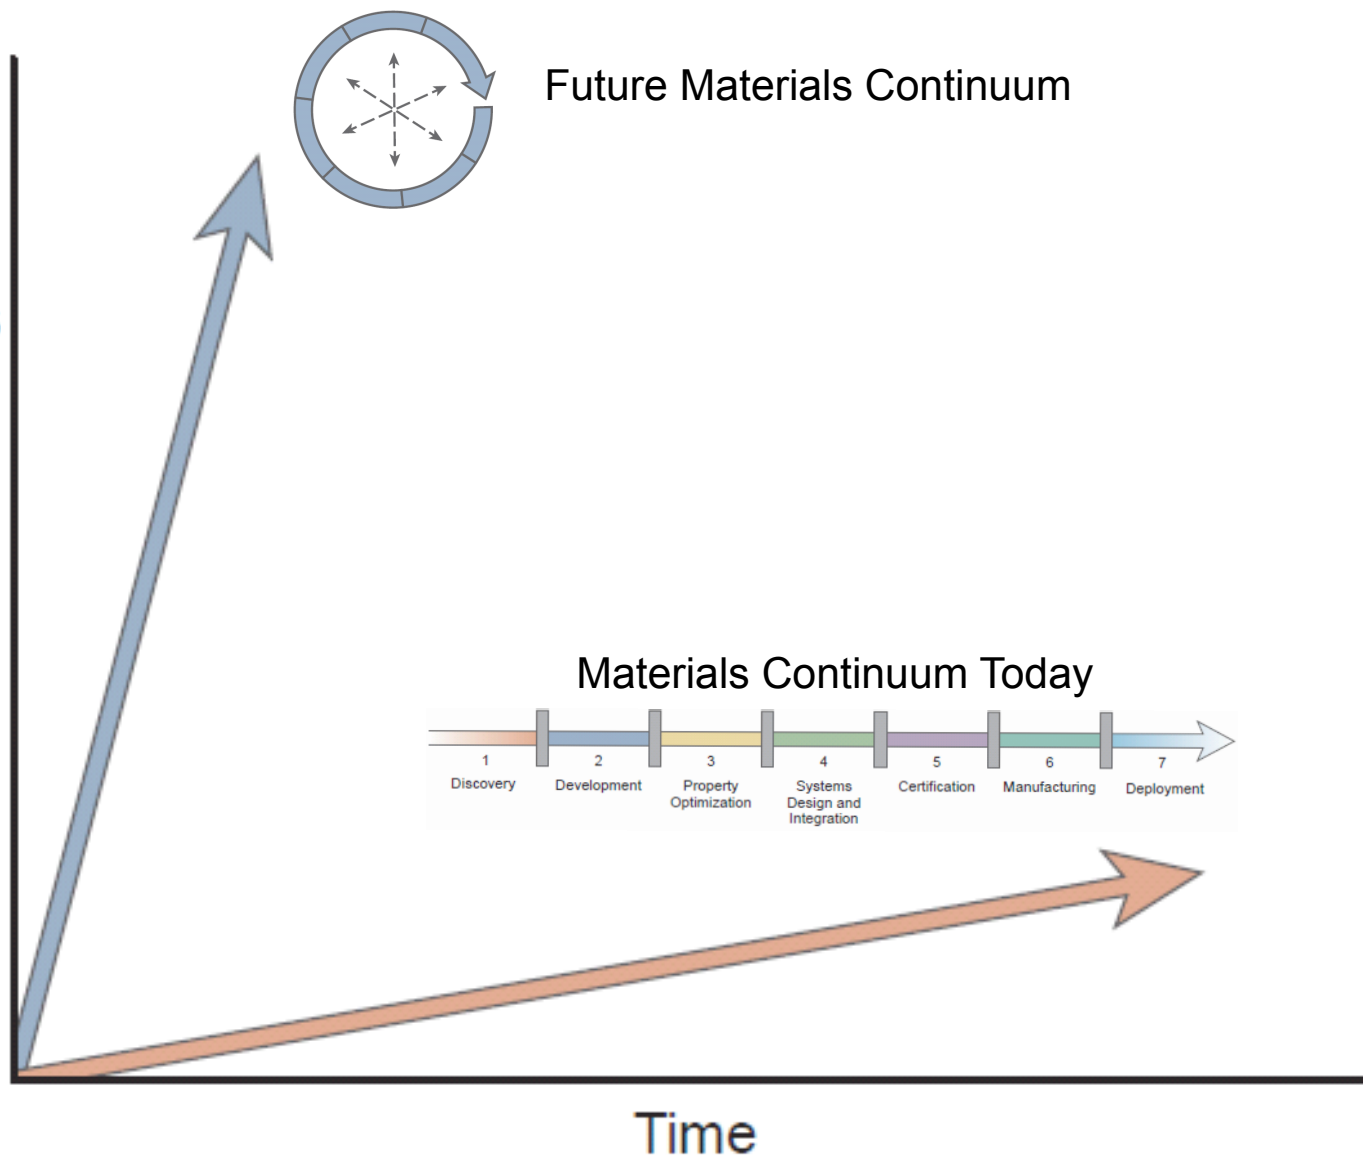 Future Materials Continuum
Materials Continuum Today
1
Discovery
2
Development
3
Property
Optimization
4
Systems
Design and
Integration
5
Certification
6
Manufacturing
7
Deployment
Time